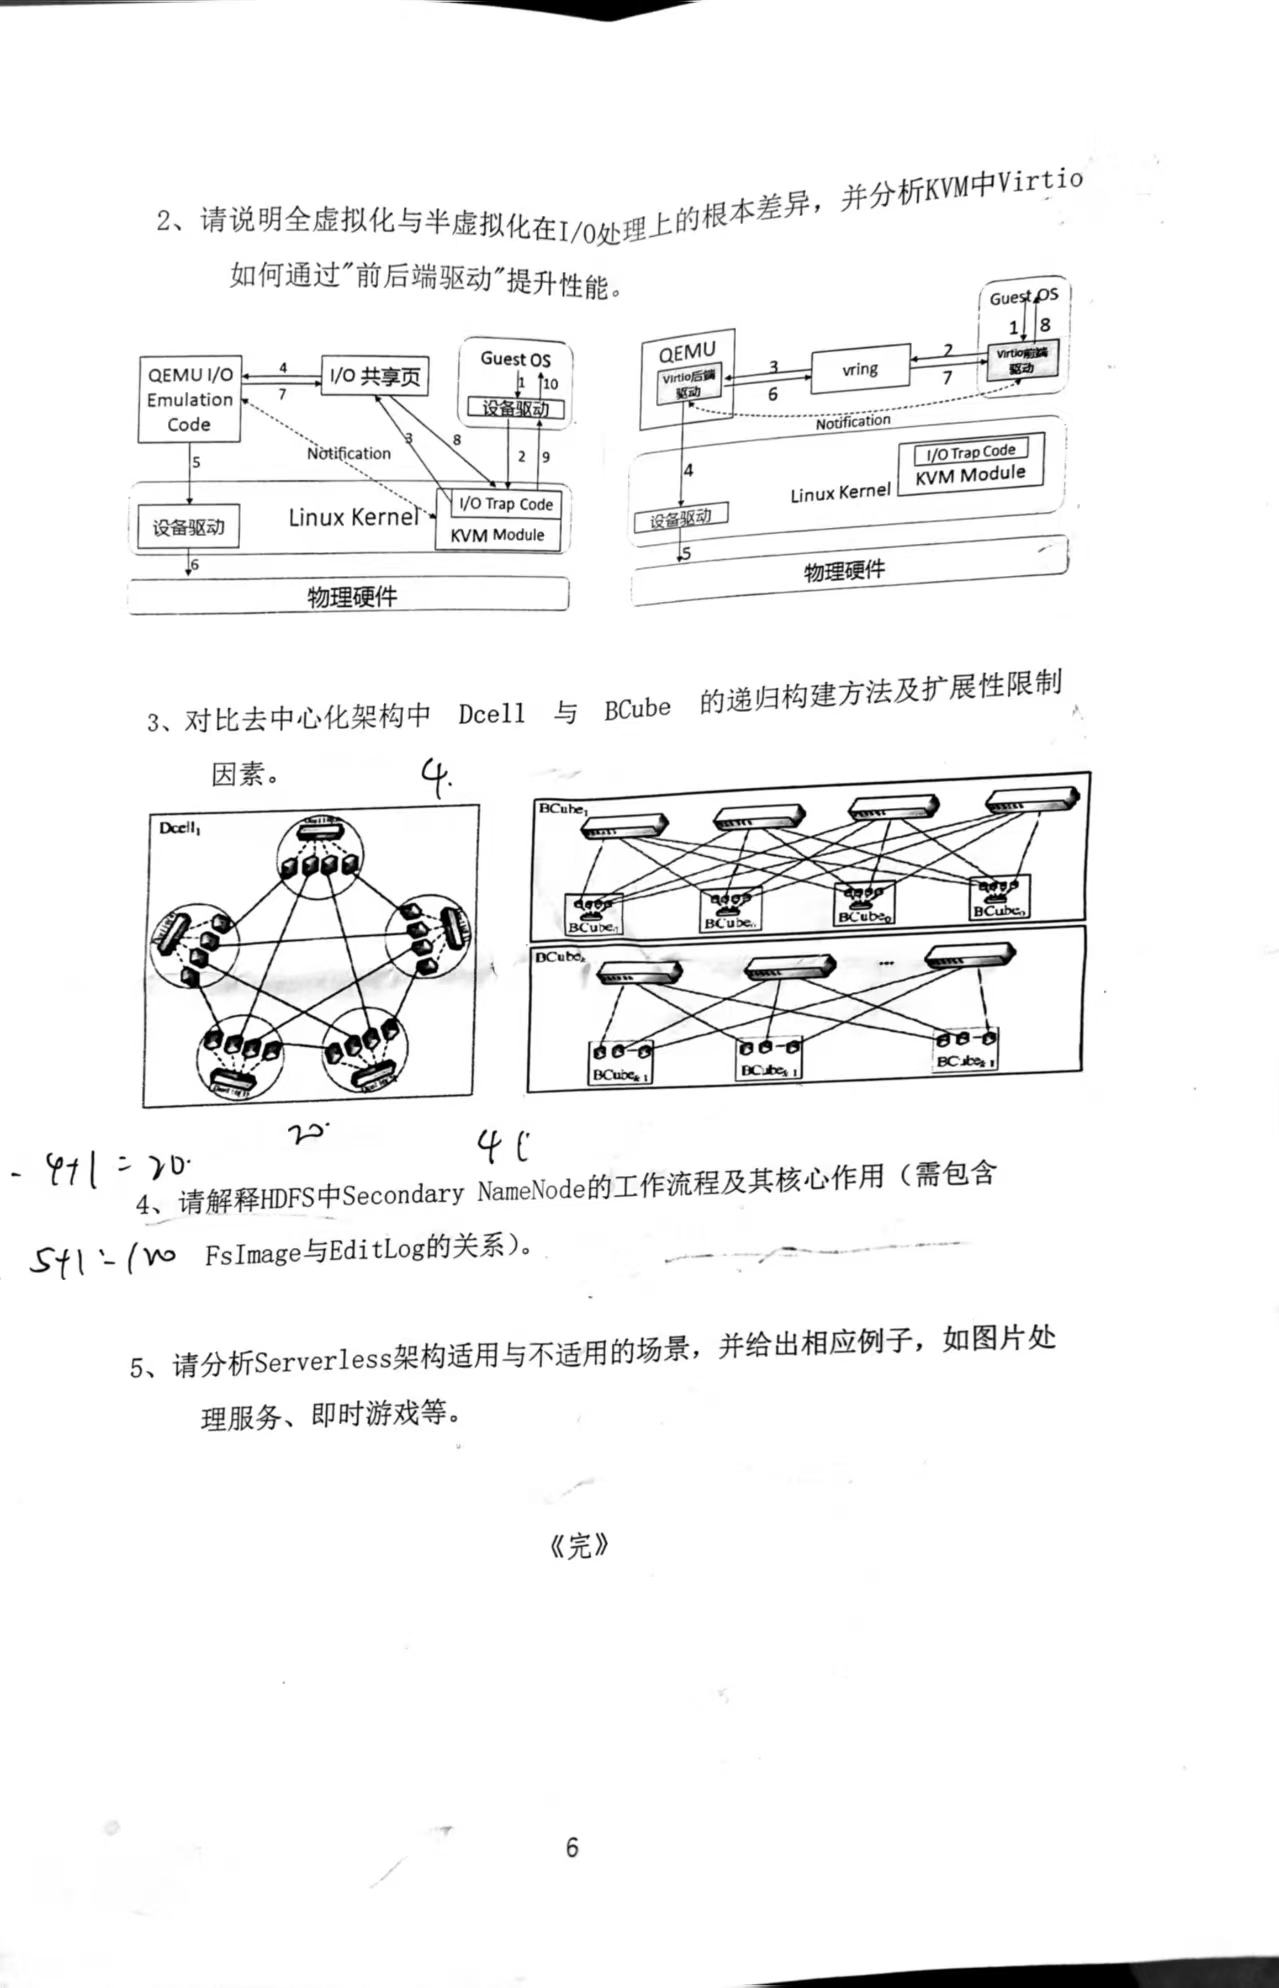 2、请说明全虚拟化与半虚拟化在I/O处理上的根本差异，并分析KVM中Virtio
如何通过"前后端驱动"提升性能。
QEMU I/O
Emulation
Code
4
7
I/O 共享页
Guest OS
1
10
设备驱动
3
8
2
9
Notification
5
设备驱动
Linux Kernel
I/O Trap Code
KVM Module
6
物理硬件
QEMU
Virtio后端
驱动
3
6
vring
2
7
Guest OS
1
8
Virtio前端
驱动
Notification
4
I/O Trap Code
KVM Module
Linux Kernel
设备驱动
5
物理硬件
3、对比去中心化架构中 Dcell 与 BCube 的递归构建方法及扩展性限制
因素。
4.
Dcell₁
BCube₁
BCube₀
BCube₀
BCube₀
BCubeₖ
...
BCubeₖ₋₁
BCubeₖ₋₁
BCubeₖ₋₁
20.
4
4+1=20.
4、请解释HDFS中Secondary NameNode的工作流程及其核心作用（需包含
5+1=
FsImage与EditLog的关系）。
5、请分析Serverless架构适用与不适用的场景，并给出相应例子，如图片处
理服务、即时游戏等。
《完》
6